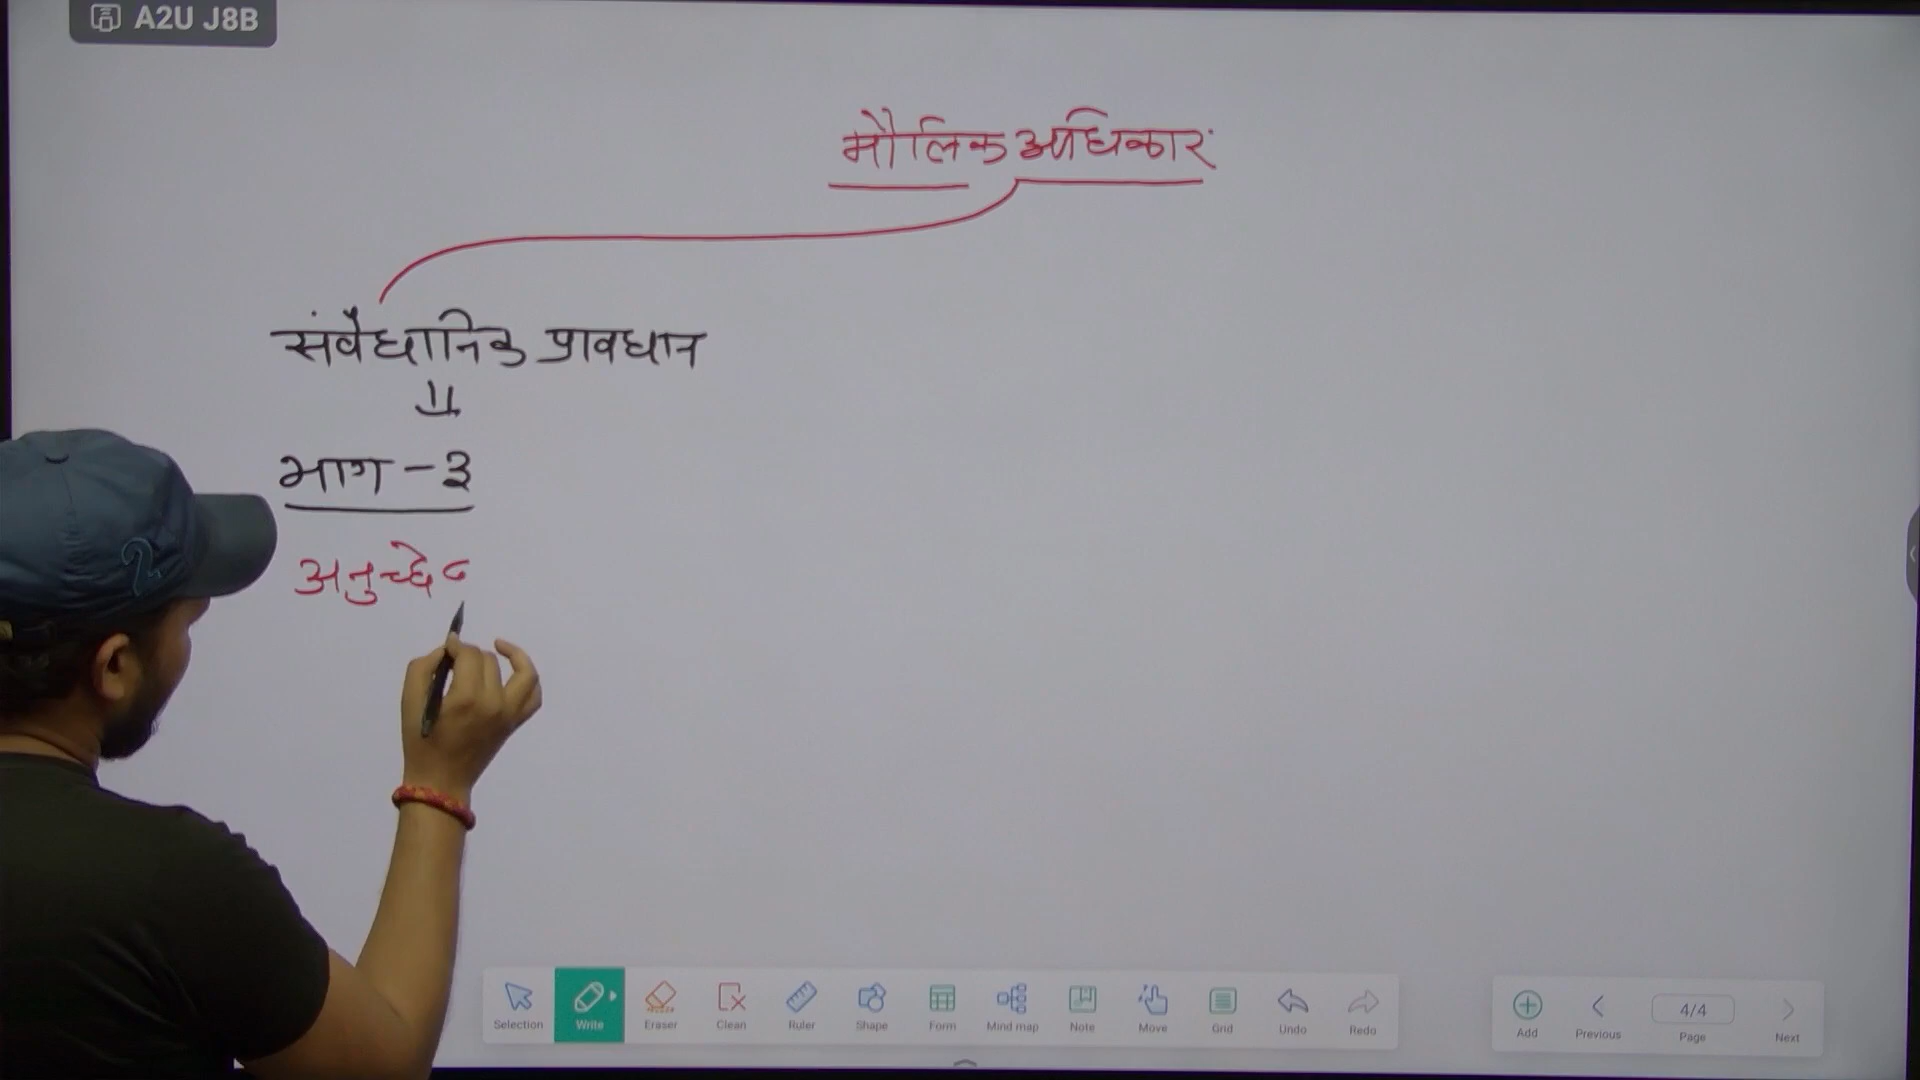 A2U J8B
मौलिक अधिकार
संवैधानिक प्रावधान
भाग - ३
अनुच्छे
Selection Write Eraser Clean Ruler Shape Form Mind map Note Move Grid Undo Redo
Add Previous 4/4 Page Next